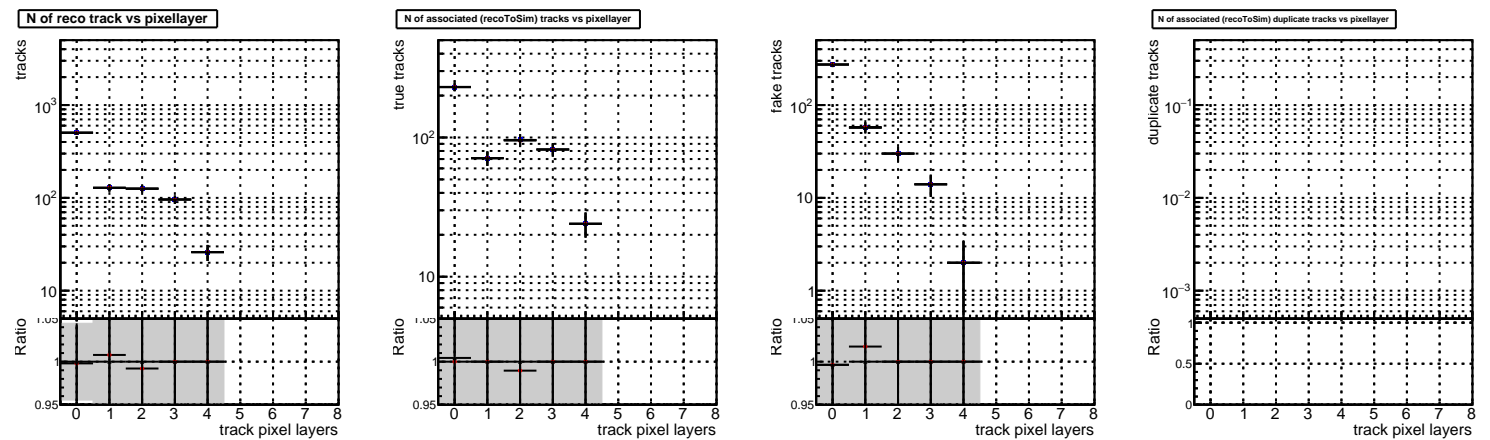 N of reco track vs pixellayer
tracks
10³
10²
10
Ratio
1.05
1
0.95
0 1 2 3 4 5 6 7 8
track pixel layers
N of associated (recoToSim) tracks vs pixellayer
true tracks
10²
10
Ratio
1.05
1
0.95
0 1 2 3 4 5 6 7 8
track pixel layers
fake tracks
10²
10
1
Ratio
1.05
1
0.95
0 1 2 3 4 5 6 7 8
track pixel layers
N of associated (recoToSim) duplicate tracks vs pixellayer
duplicate tracks
10⁻¹
10⁻²
10⁻³
Ratio
1
0.5
0
0 1 2 3 4 5 6 7 8
track pixel layers